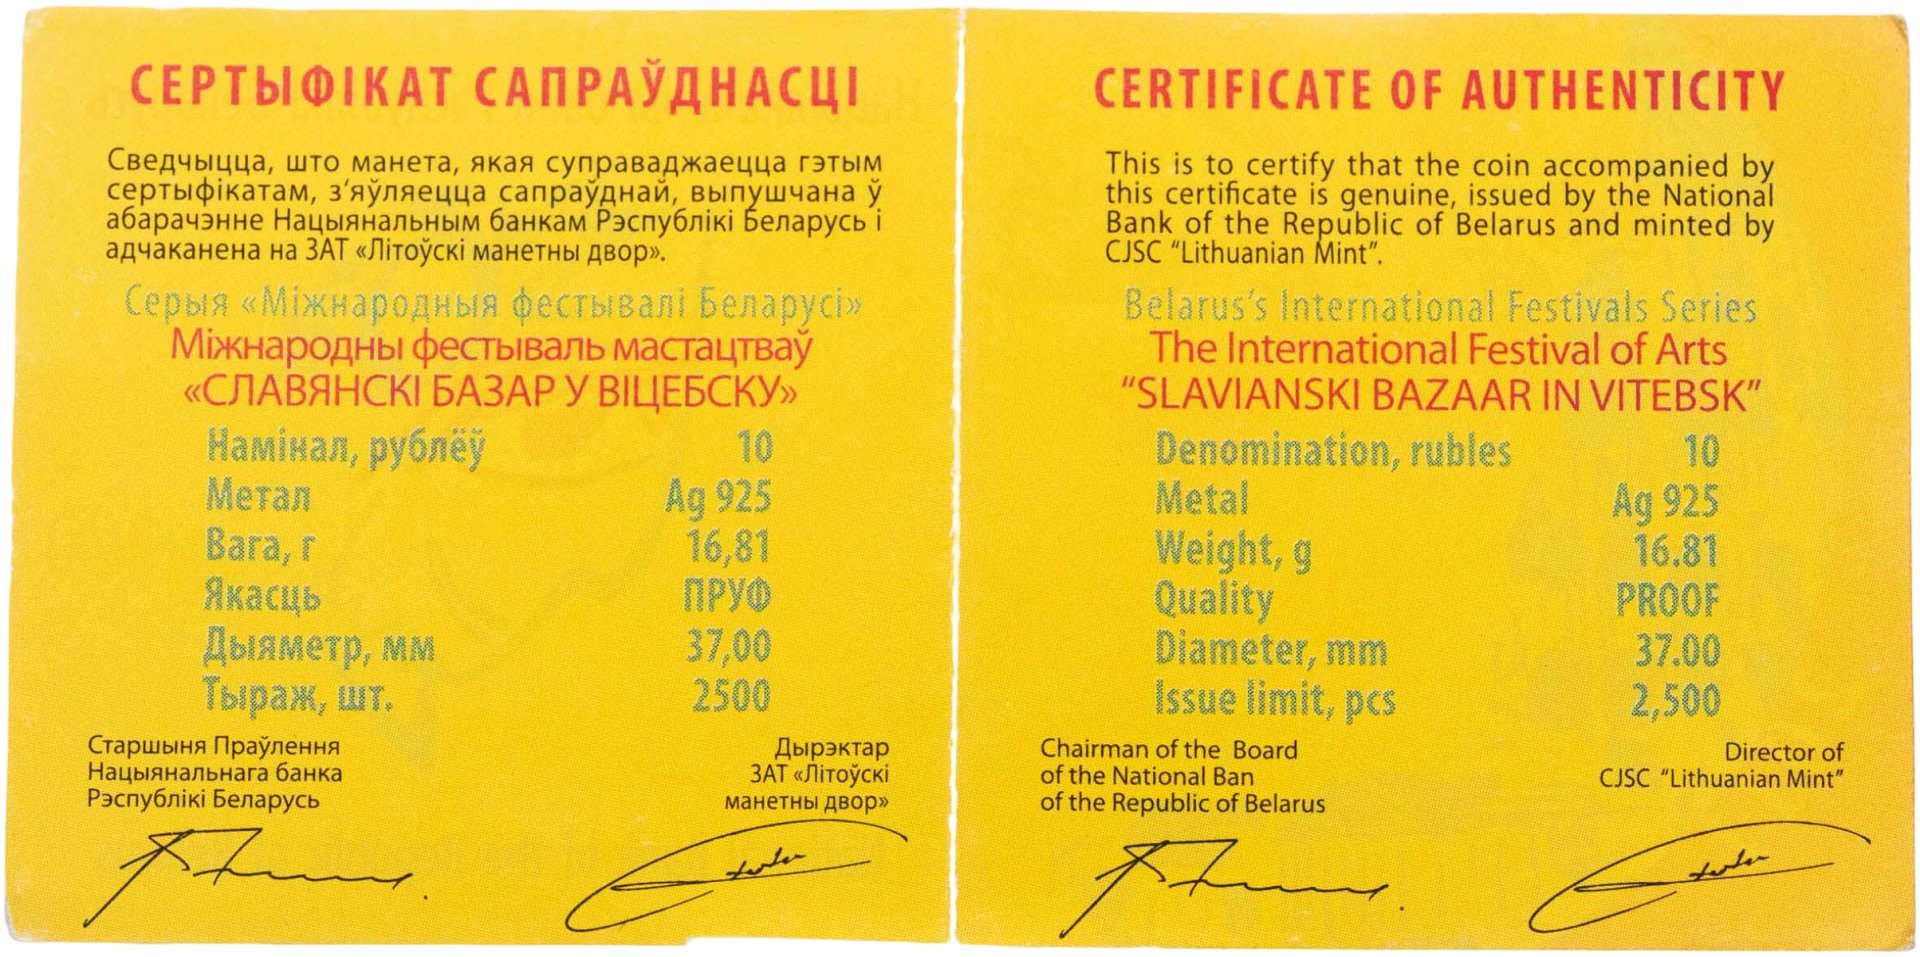 СЕРТЫФІКАТ САПРАЎДНАСЦІ
Сведчыцца, што манета, якая суправаджаецца гэтым
сертыфікатам, з‘яўляецца сапраўднай, выпушчана ў
абарачэнне Нацыянальным банкам Рэспублікі Беларусь і
адчаканена на ЗАТ «Літоўскі манетны двор».
Серыя «Міжнародныя фестывалі Беларусі»
Міжнародны фестываль мастацтваў
«СЛАВЯНСКІ БАЗАР У ВІЦЕБСКУ»
Намінал, рублёў 10
Метал Ag 925
Вага, г 16,81
Якасць ПРУФ
Дыяметр, мм 37,00
Тыраж, шт. 2500
Старшыня Праўлення
Нацыянальнага банка
Рэспублікі Беларусь
Дырэктар
ЗАТ «Літоўскі
манетны двор»
CERTIFICATE OF AUTHENTICITY
This is to certify that the coin accompanied by
this certificate is genuine, issued by the National
Bank of the Republic of Belarus and minted by
CJSC “Lithuanian Mint”.
Belarus’s International Festivals Series
The International Festival of Arts
“SLAVIANSKI BAZAAR IN VITEBSK”
Denomination, rubles 10
Metal Ag 925
Weight, g 16.81
Quality PROOF
Diameter, mm 37.00
Issue limit, pcs 2,500
Chairman of the Board
of the National Ban
of the Republic of Belarus
Director of
CJSC “Lithuanian Mint”